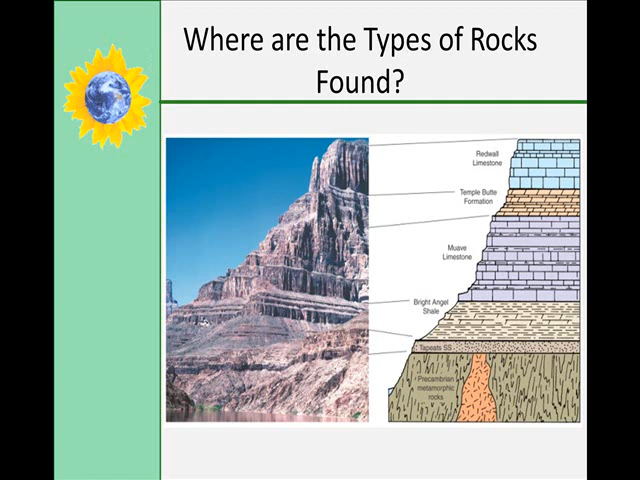 Where are the Types of Rocks
Found?
Redwall
Limestone
Temple Butte
Formation
Muave
Limestone
Bright Angel
Shale
Tapeats SS
Precambrian
metamorphic
rocks